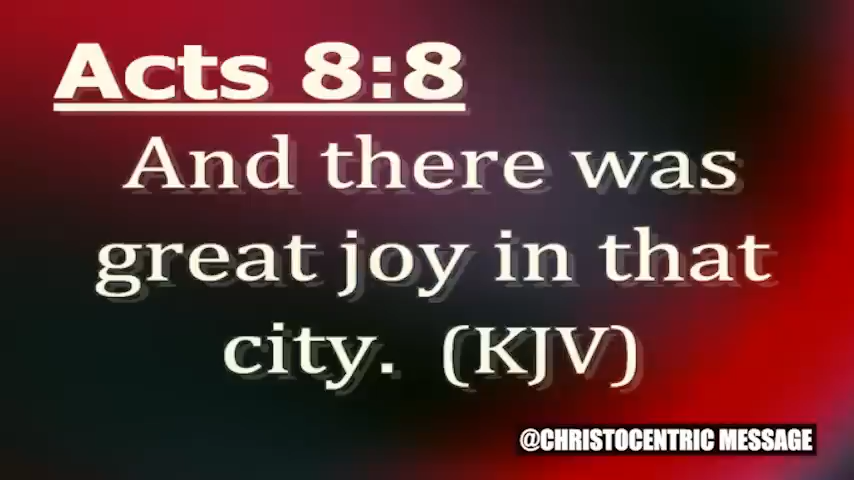 Acts 8:8
And there was
great joy in that
city. (KJV)
@CHRISTOCENTRIC MESSAGE